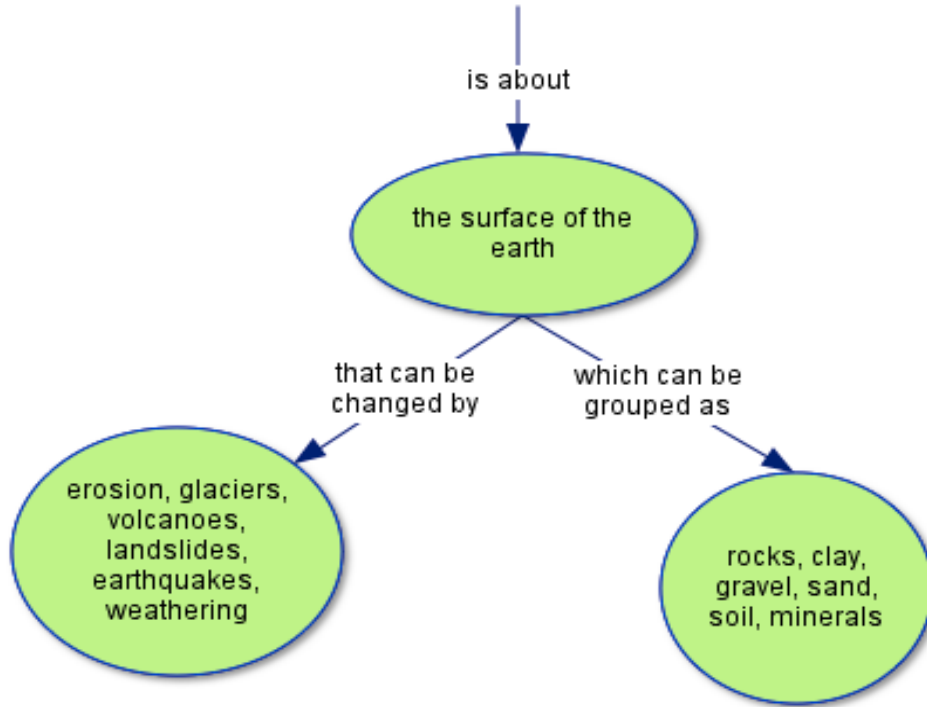 is about
the surface of the
earth
that can be
changed by
which can be
grouped as
erosion, glaciers,
volcanoes,
landslides,
earthquakes,
weathering
rocks, clay,
gravel, sand,
soil, minerals